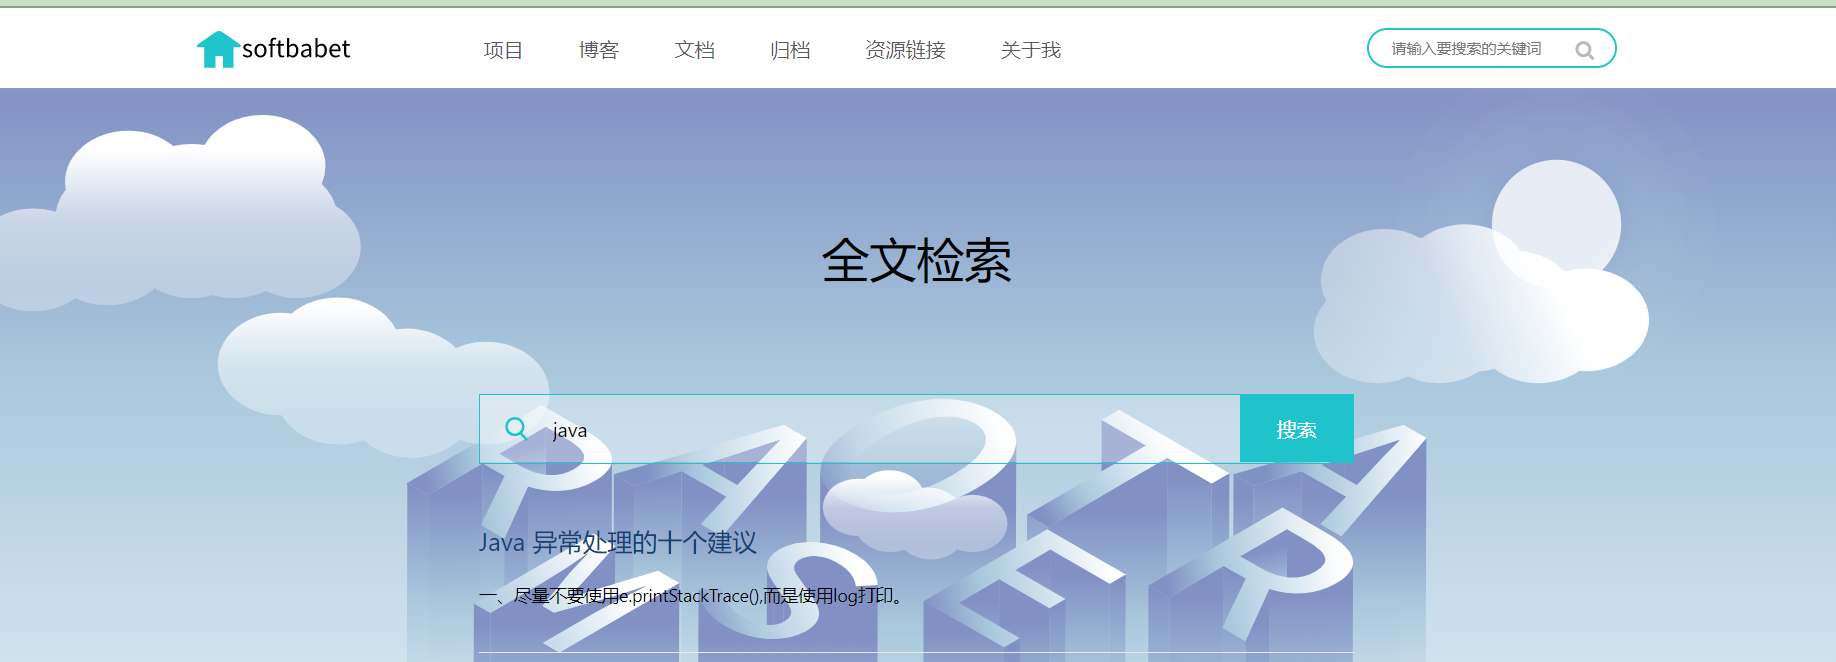 softbabet
项目 博客 文档 归档 资源链接 关于我
请输入要搜索的关键词
全文检索
java
搜索
Java 异常处理的十个建议
一、尽量不要使用e.printStackTrace(),而是使用log打印。